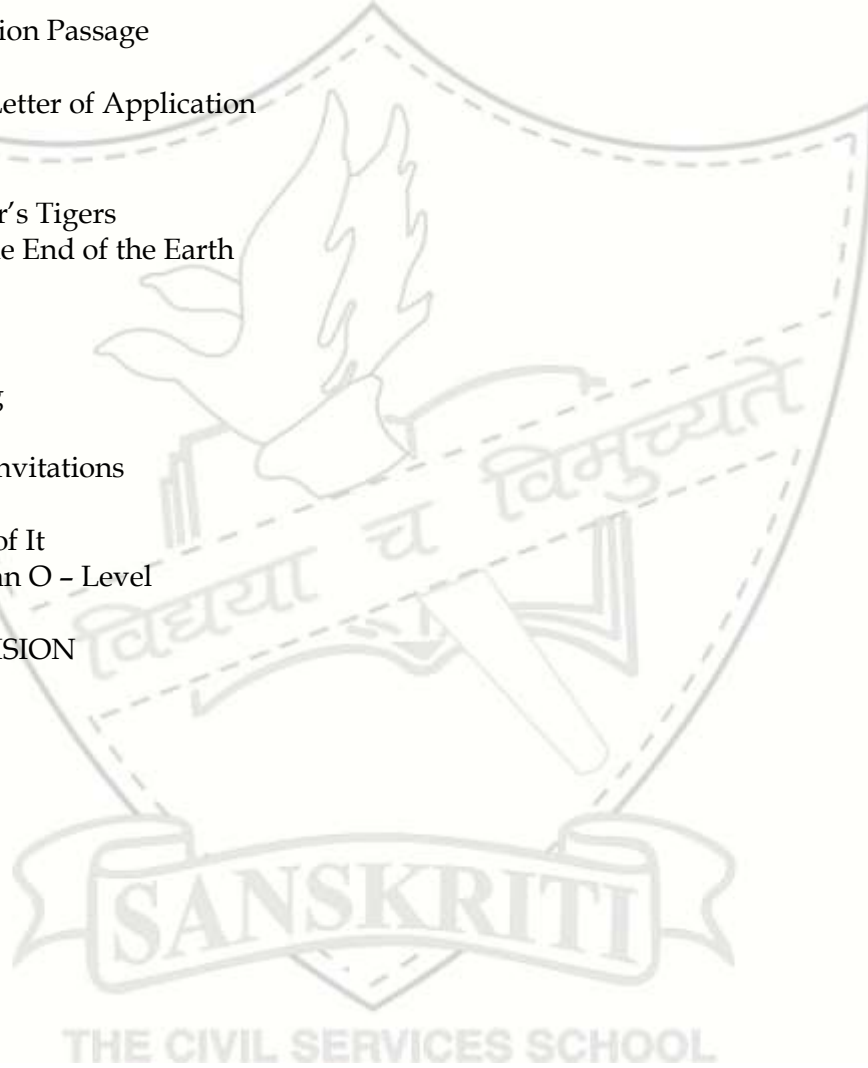 ion Passage
Letter of Application
r’s Tigers
e End of the Earth
g
nvitations
of It
an O – Level
ISION
विद्यया च विमुच्यते
SANSKRITI
THE CIVIL SERVICES SCHOOL